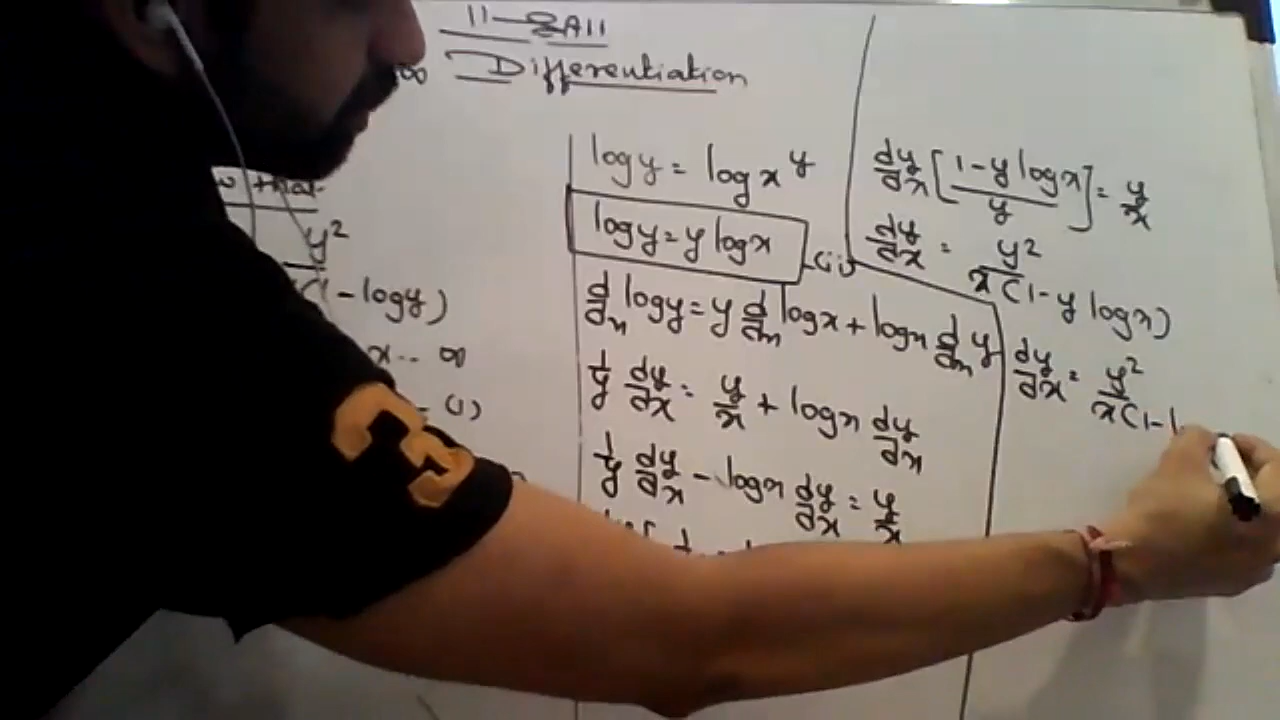 11
∞ Differentiation
that
y²
(1 - log y)
x... ∞
- (1)
log y = log x^y
log y = y log x
-(ii)
d/dx log y = y d/dx log x + log x d/dx y
1/y dy/dx = y/x + log x dy/dx
1/y dy/dx - log x dy/dx = y/x
dy/dx [(1 - y log x)/y] = y/x
dy/dx = y²/(x(1 - y log x))
dy/dx = y²/(x(1 - l
3